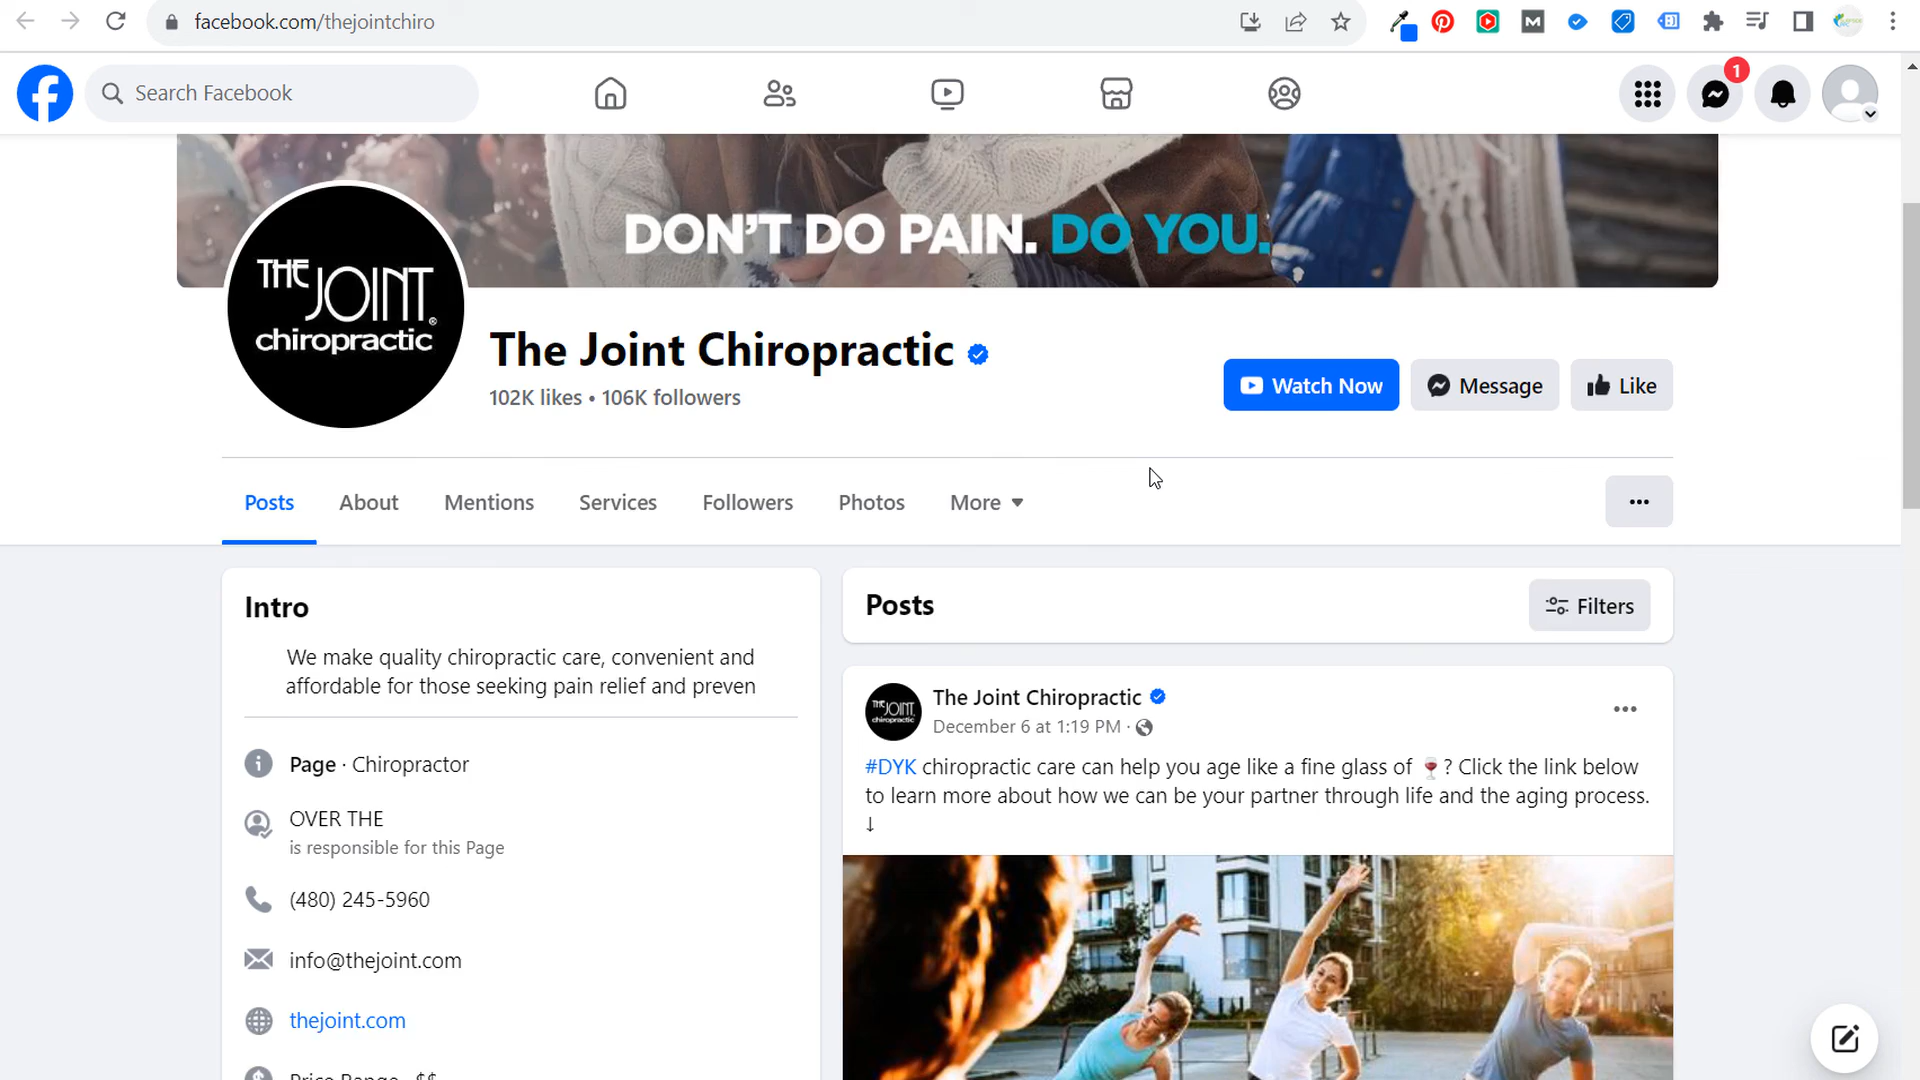 facebook.com/thejointchiro
Search Facebook
1
DON'T DO PAIN. DO YOU.
THE JOINT®
chiropractic
The Joint Chiropractic
102K likes • 106K followers
Watch Now
Message
Like
Posts
About
Mentions
Services
Followers
Photos
More
Intro
We make quality chiropractic care, convenient and
affordable for those seeking pain relief and preven
Page · Chiropractor
OVER THE
is responsible for this Page
(480) 245-5960
info@thejoint.com
thejoint.com
Price Range · $$
Posts
Filters
THE JOINT
chiropractic
The Joint Chiropractic
December 6 at 1:19 PM ·
#DYK chiropractic care can help you age like a fine glass of 🍷? Click the link below
to learn more about how we can be your partner through life and the aging process.
↓